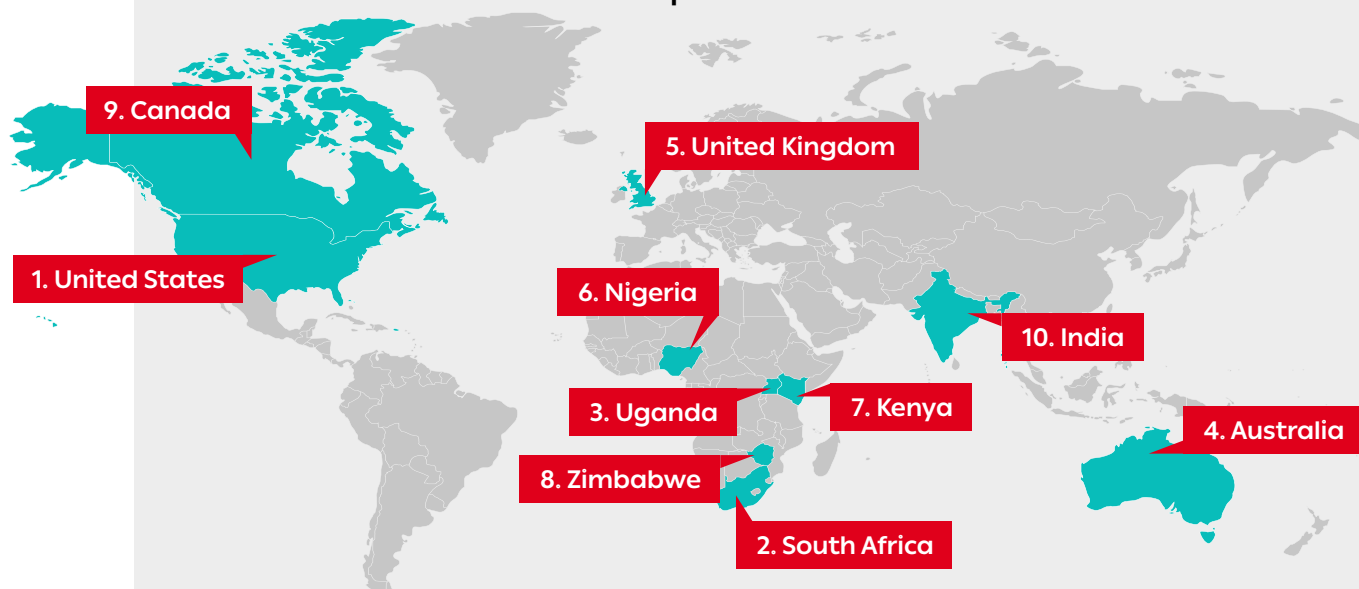 9. Canada
5. United Kingdom
1. United States
6. Nigeria
10. India
3. Uganda
7. Kenya
4. Australia
8. Zimbabwe
2. South Africa